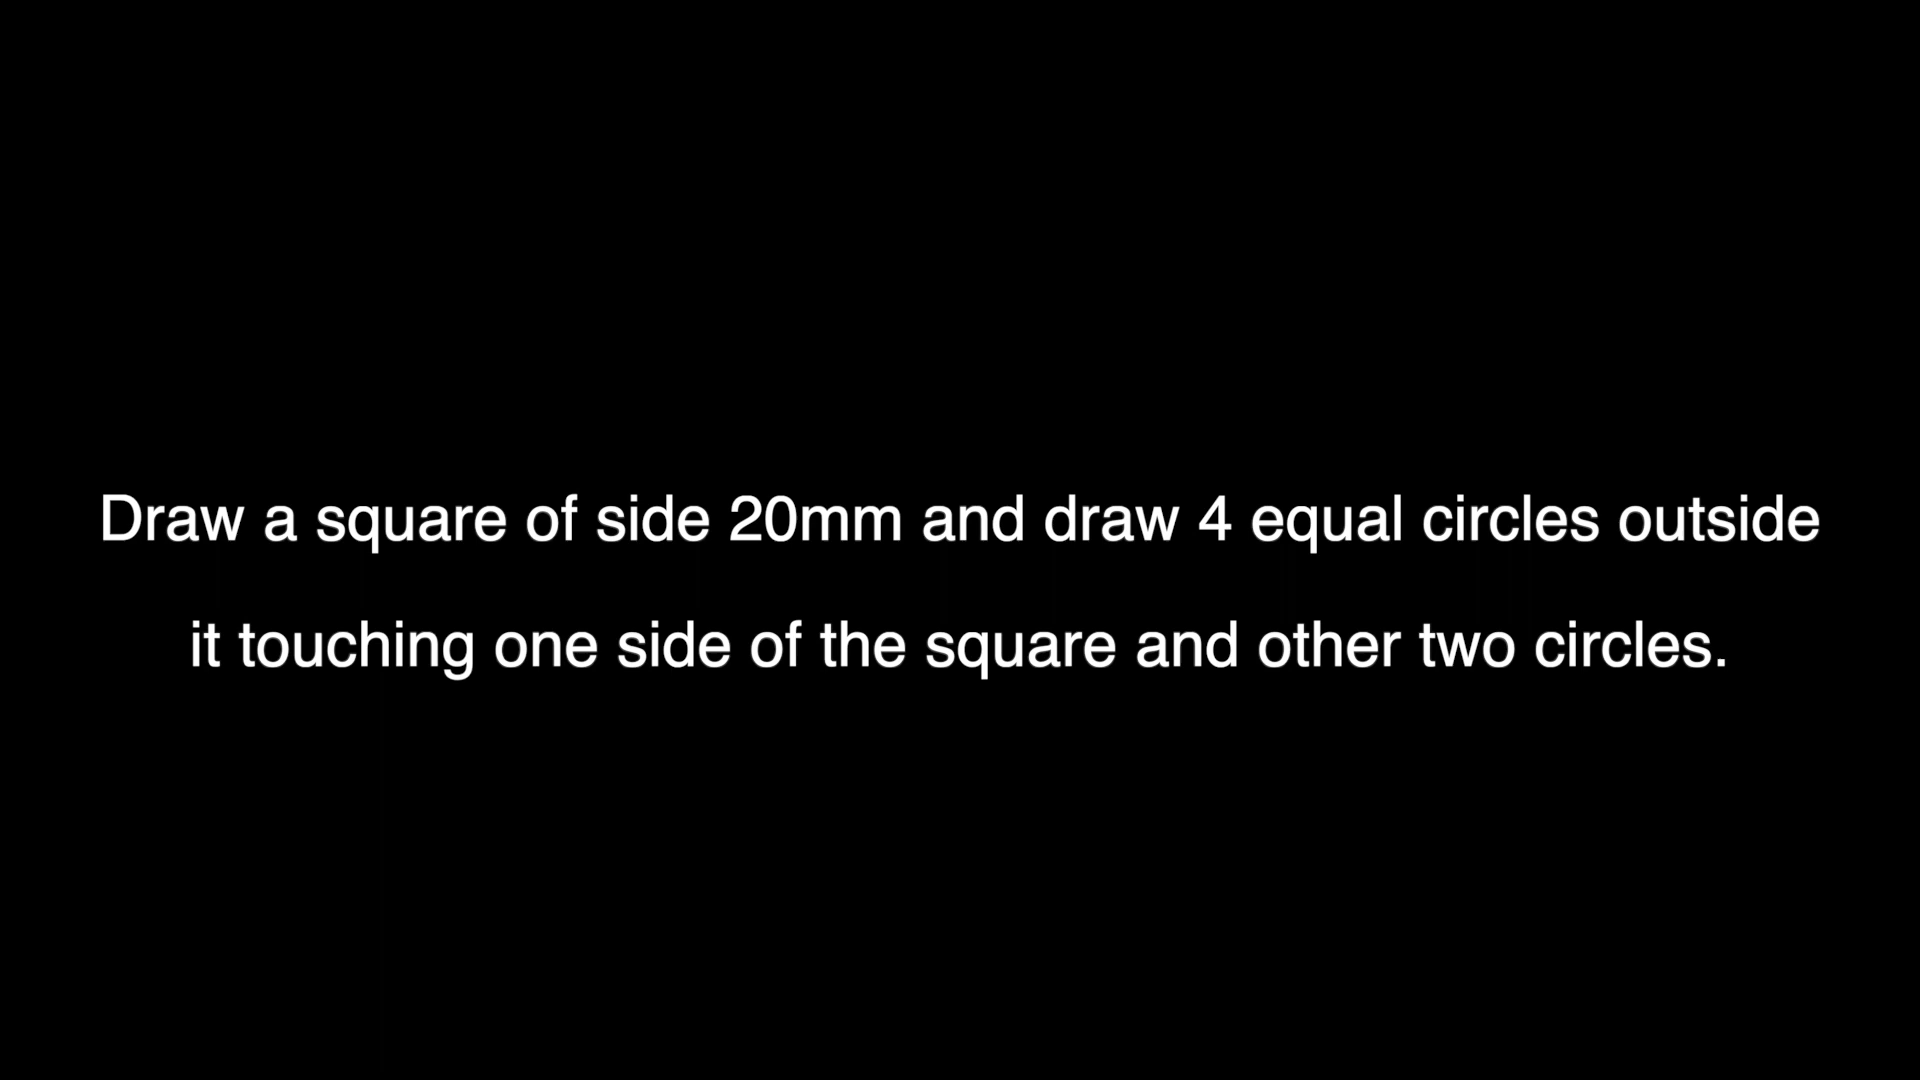 Draw a square of side 20mm and draw 4 equal circles outside
it touching one side of the square and other two circles.